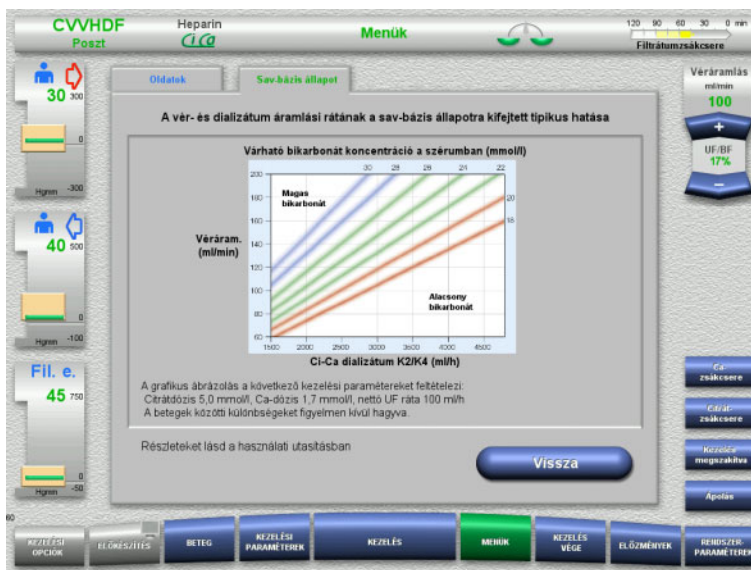 CVVHDF
Poszt
Heparin
CiCa
Menük
120 90 60 30 0 min
Filtrátumzsákcsere
30 300
0
Hgmm -300
40 500
0
Hgmm -100
Fil. e.
45 750
0
Hgmm -50
Oldatok
Sav-bázis állapot
A vér- és dializátum áramlási rátának a sav-bázis állapotra kifejtett tipikus hatása
Várható bikarbonát koncentráció a szérumban (mmol/l)
30 28 26 24 22
200
180
160
140
120
100
80
60
20
18
Magas
bikarbonát
Véráram.
(ml/min)
Alacsony
bikarbonát
1500 2000 2500 3000 3500 4000 4500
Ci-Ca dializátum K2/K4 (ml/h)
A grafikus ábrázolás a következő kezelési paramétereket feltételezi:
Citrátdózis 5,0 mmol/l, Ca-dózis 1,7 mmol/l, nettó UF ráta 100 ml/h
A betegek közötti különbségeket figyelmen kívül hagyva.
Részleteket lásd a használati utasításban
Vissza
Véráramlás
ml/min
100
+
UF/BF
17%
−
Ca-
zsákcsere
Citrát-
zsákcsere
Kezelés
megszakítva
Ápolás
60
KEZELÉSI
OPCIÓK
ELŐKÉSZÍTÉS
BETEG
KEZELÉSI
PARAMÉTEREK
KEZELÉS
MENÜK
KEZELÉS
VÉGE
ELŐZMÉNYEK
RENDSZER-
PARAMÉTEREK